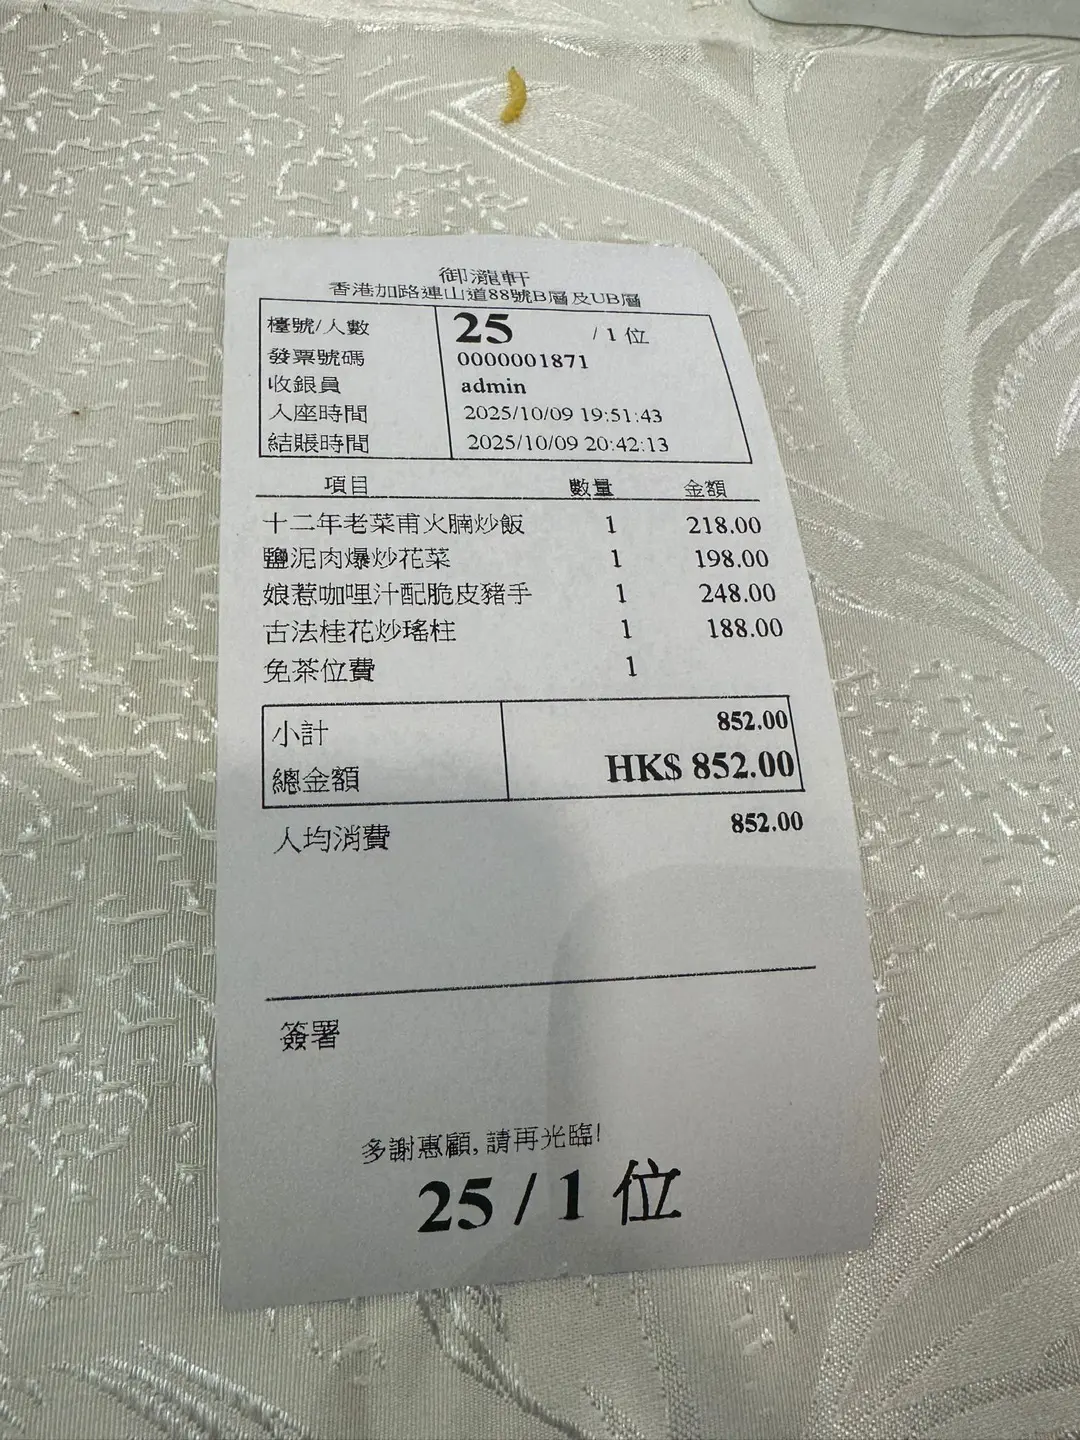 御瀧軒
香港加路連山道88號B層及UB層
檯號/人數 25 / 1 位
發票號碼 0000001871
收銀員 admin
入座時間 2025/10/09 19:51:43
結賬時間 2025/10/09 20:42:13
項目 數量 金額
十二年老菜甫火腩炒飯 1 218.00
鹽泥肉爆炒花菜 1 198.00
娘惹咖哩汁配脆皮豬手 1 248.00
古法桂花炒瑤柱 1 188.00
免茶位費 1
小計 852.00
總金額 HK$ 852.00
人均消費 852.00
簽署
多謝惠顧, 請再光臨!
25 / 1 位